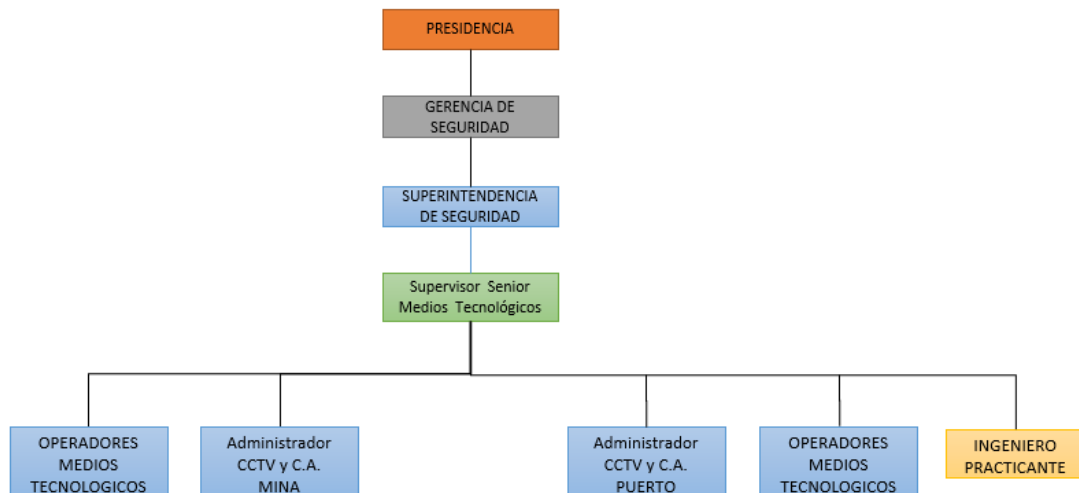 PRESIDENCIA
GERENCIA DE
SEGURIDAD
SUPERINTENDENCIA
DE SEGURIDAD
Supervisor Senior
Medios Tecnológicos
OPERADORES
MEDIOS
TECNOLOGICOS
Administrador
CCTV y C.A.
MINA
Administrador
CCTV y C.A.
PUERTO
OPERADORES
MEDIOS
TECNOLOGICOS
INGENIERO
PRACTICANTE